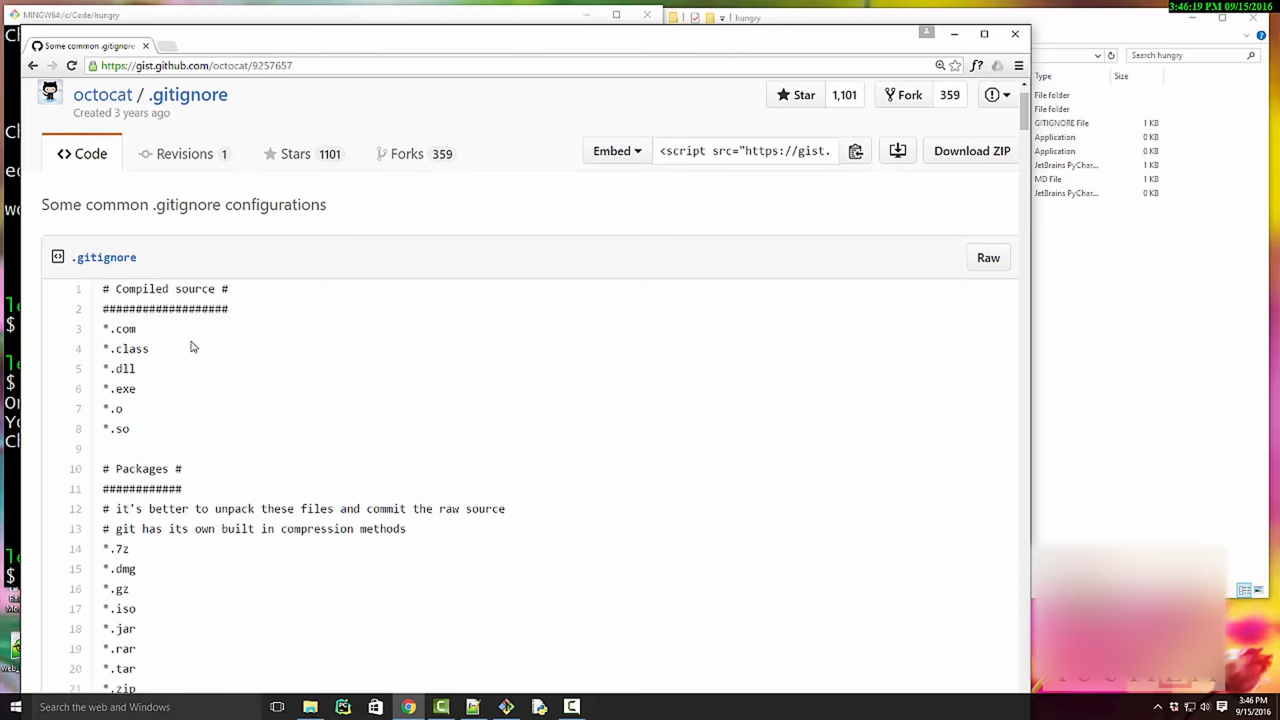 MINGW64:/c/Code/hungry
hungry
3:46:19 PM 09/15/2016
Some common .gitignore
https://gist.github.com/octocat/9257657
f?
Search hungry
octocat / .gitignore
Created 3 years ago
Star 1,101
Fork 359
Type Size
File folder
File folder
GITIGNORE File 1 KB
Application 0 KB
Application 0 KB
JetBrains PyChar... 1 KB
MD File 1 KB
JetBrains PyChar... 0 KB
Code
Revisions 1
Stars 1101
Forks 359
Embed
<script src="https://gist.
Download ZIP
Some common .gitignore configurations
.gitignore
Raw
1 # Compiled source #
2 ###################
3 *.com
4 *.class
5 *.dll
6 *.exe
7 *.o
8 *.so
9
10 # Packages #
11 ############
12 # it's better to unpack these files and commit the raw source
13 # git has its own built in compression methods
14 *.7z
15 *.dmg
16 *.gz
17 *.iso
18 *.jar
19 *.rar
20 *.tar
21 *.zip
$
$
$
Search the web and Windows
3:46 PM
9/15/2016